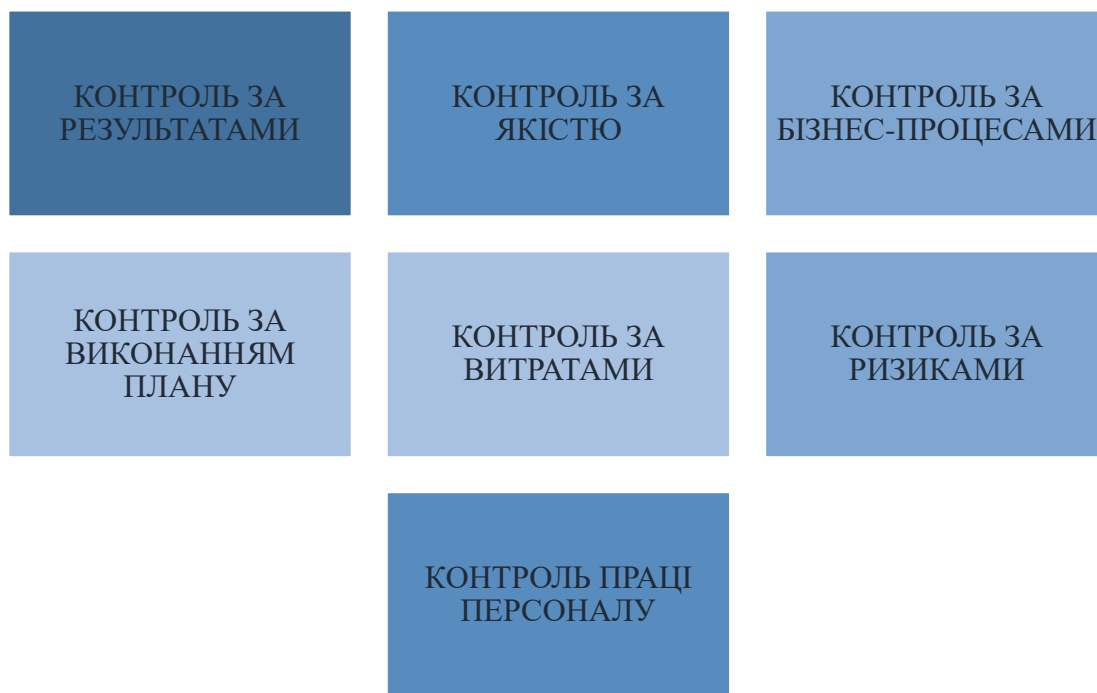 КОНТРОЛЬ ЗА
РЕЗУЛЬТАТАМИ
КОНТРОЛЬ ЗА
ЯКІСТЮ
КОНТРОЛЬ ЗА
БІЗНЕС-ПРОЦЕСАМИ
КОНТРОЛЬ ЗА
ВИКОНАННЯМ
ПЛАНУ
КОНТРОЛЬ ЗА
ВИТРАТАМИ
КОНТРОЛЬ ЗА
РИЗИКАМИ
КОНТРОЛЬ ПРАЦІ
ПЕРСОНАЛУ